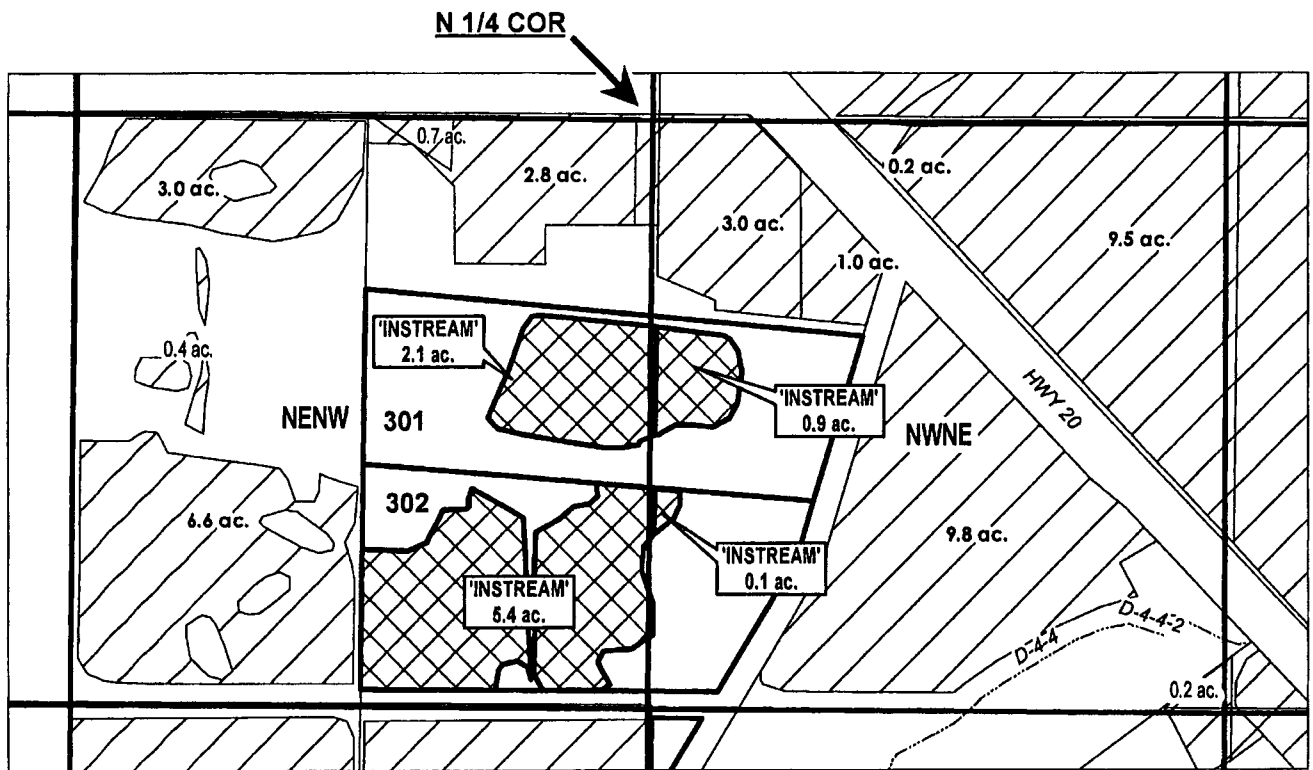 N 1/4 COR
0.7 ac.
3.0 ac.
2.8 ac.
0.2 ac.
3.0 ac.
9.5 ac.
1.0 ac.
'INSTREAM'
2.1 ac.
0.4 ac.
HWY 20
'INSTREAM'
0.9 ac.
NENW
301
NWNE
302
6.6 ac.
9.8 ac.
'INSTREAM'
0.1 ac.
'INSTREAM'
5.4 ac.
D-4-4-2
D-4-4
0.2 ac.